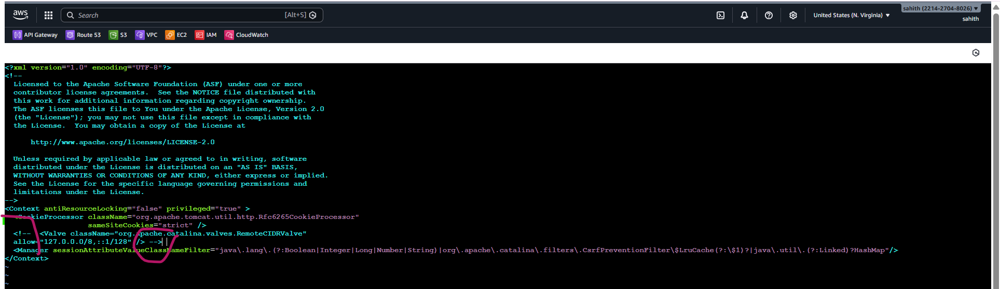 aws
Search [Alt+S]
United States (N. Virginia) ▼
sahith (2214-2704-8026) ▼
sahith
API Gateway Route 53 S3 VPC EC2 IAM CloudWatch
<?xml version="1.0" encoding="UTF-8"?>
<!--
  Licensed to the Apache Software Foundation (ASF) under one or more
  contributor license agreements.  See the NOTICE file distributed with
  this work for additional information regarding copyright ownership.
  The ASF licenses this file to You under the Apache License, Version 2.0
  (the "License"); you may not use this file except in compliance with
  the License.  You may obtain a copy of the License at

      http://www.apache.org/licenses/LICENSE-2.0

  Unless required by applicable law or agreed to in writing, software
  distributed under the License is distributed on an "AS IS" BASIS,
  WITHOUT WARRANTIES OR CONDITIONS OF ANY KIND, either express or implied.
  See the License for the specific language governing permissions and
  limitations under the License.
-->
<Context antiResourceLocking="false" privileged="true" >
  <CookieProcessor className="org.apache.tomcat.util.http.Rfc6265CookieProcessor"
                   sameSiteCookies="strict" />
  <!--  <Valve className="org.apache.catalina.valves.RemoteCIDRValve"
  allow="127.0.0.0/8,::1/128" /> -->
  <Manager sessionAttributeValueClassNameFilter="java\.lang\.(?:Boolean|Integer|Long|Number|String)|org\.apache\.catalina\.filters\.CsrfPreventionFilter\$LruCache(?:\$1)?|java\.util\.(?:Linked)?HashMap"/>
</Context>
~
~
~